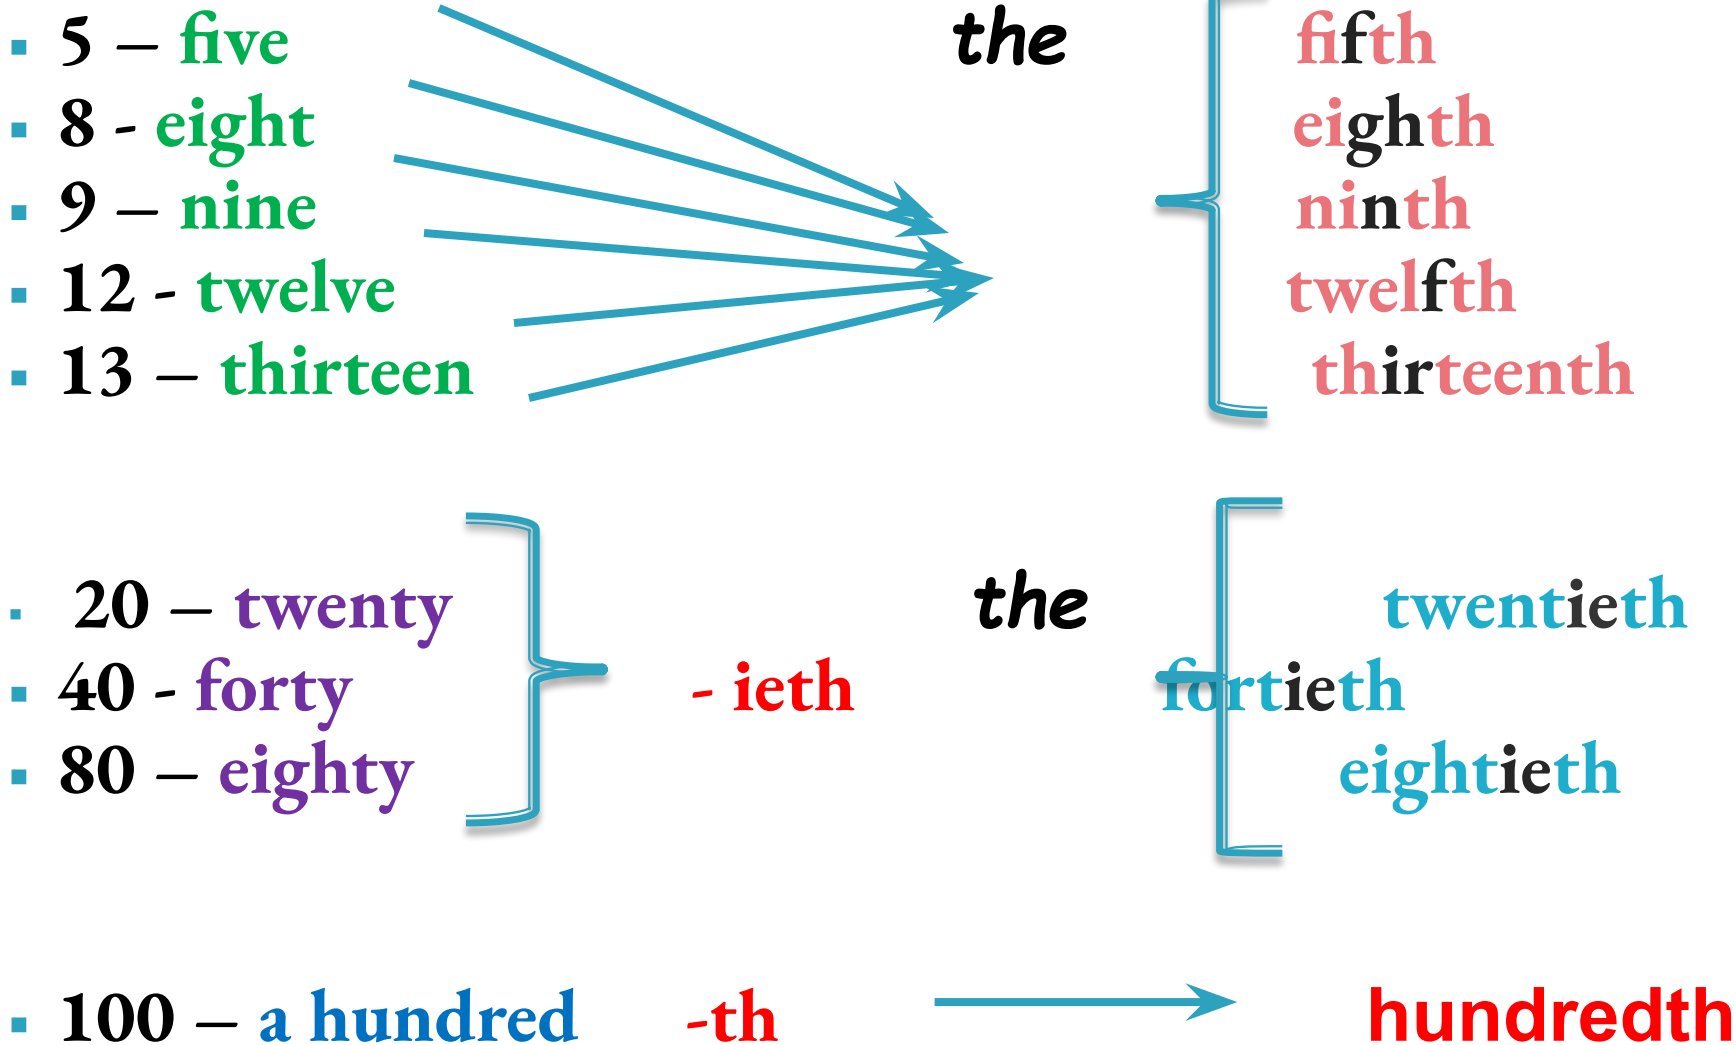 5 – five the fifth
8 - eight eighth
9 – nine ninth
12 - twelve twelfth
13 – thirteen thirteenth
20 – twenty the twentieth
40 - forty - ieth fortieth
80 – eighty eightieth
100 – a hundred -th hundredth